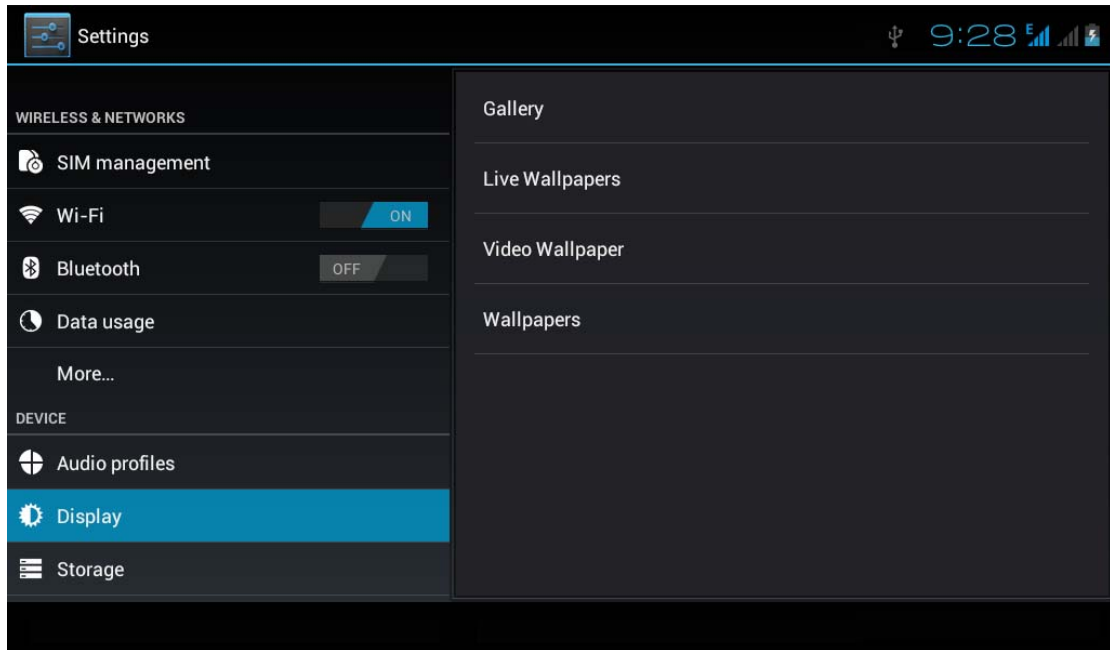 Settings
9:28
E
WIRELESS & NETWORKS
SIM management
Wi-Fi
ON
Bluetooth
OFF
Data usage
More...
DEVICE
Audio profiles
Display
Storage
Gallery
Live Wallpapers
Video Wallpaper
Wallpapers